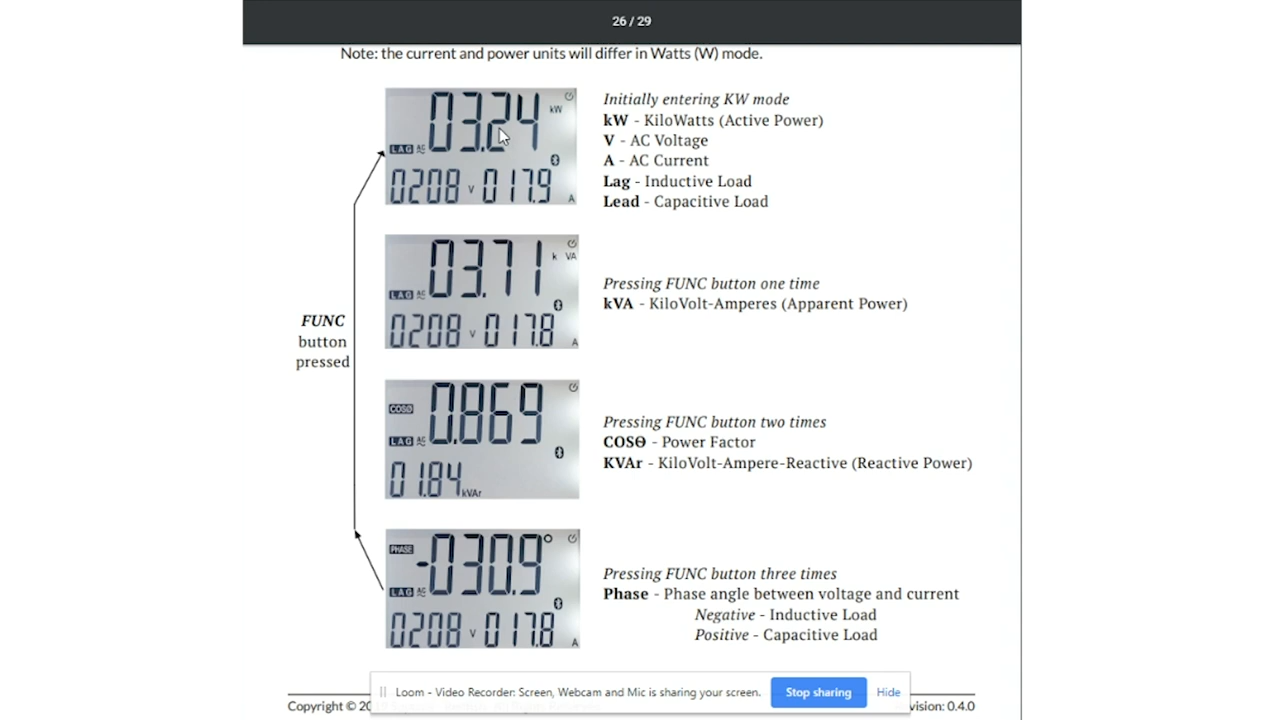 26 / 29
Note: the current and power units will differ in Watts (W) mode.
03.24 kW
LAG AC
0208 V 017.9 A
Initially entering KW mode
kW - KiloWatts (Active Power)
V - AC Voltage
A - AC Current
Lag - Inductive Load
Lead - Capacitive Load
03.71 k VA
LAG AC
0208 V 017.8 A
Pressing FUNC button one time
kVA - KiloVolt-Amperes (Apparent Power)
FUNC
button
pressed
COSθ
0.869
LAG AC
01.84 kVAr
Pressing FUNC button two times
COSθ - Power Factor
KVAr - KiloVolt-Ampere-Reactive (Reactive Power)
PHASE
-030.9°
LAG AC
0208 V 017.8 A
Pressing FUNC button three times
Phase - Phase angle between voltage and current
Negative - Inductive Load
Positive - Capacitive Load
Loom - Video Recorder: Screen, Webcam and Mic is sharing your screen.
Stop sharing
Hide
Copyright © 20
vision: 0.4.0